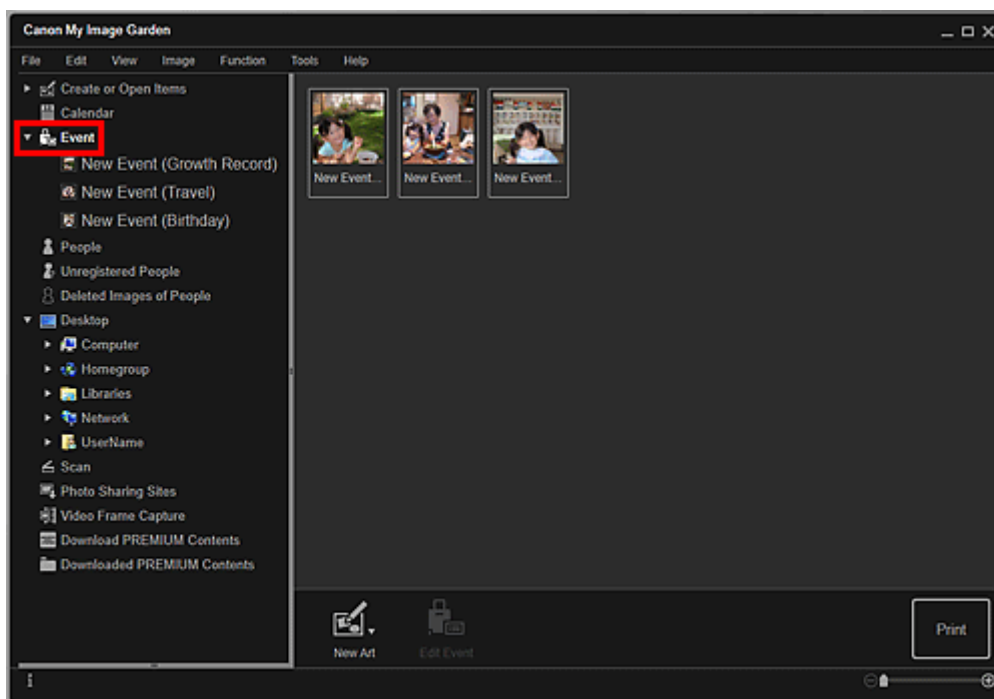 Canon My Image Garden
File Edit View Image Function Tools Help
Create or Open Items
Calendar
Event
New Event (Growth Record)
New Event (Travel)
New Event (Birthday)
People
Unregistered People
Deleted Images of People
Desktop
Computer
Homegroup
Libraries
Network
UserName
Scan
Photo Sharing Sites
Video Frame Capture
Download PREMIUM Contents
Downloaded PREMIUM Contents
New Event... New Event... New Event...
New Art Edit Event
Print